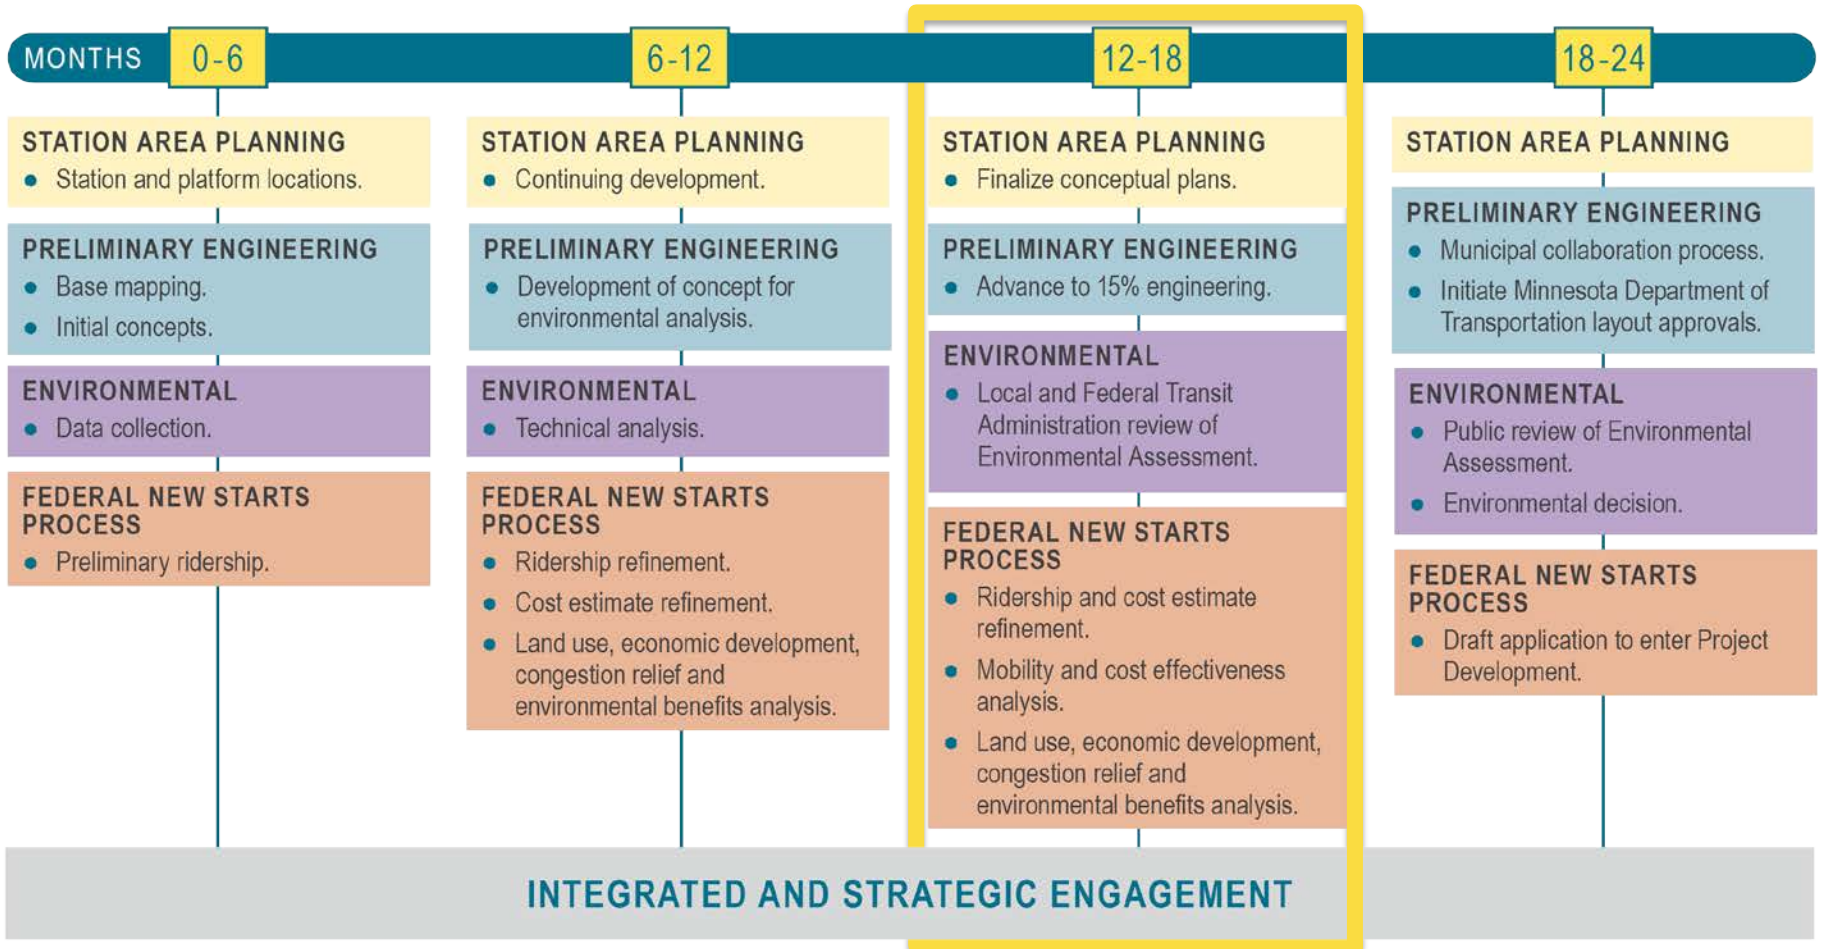 MONTHS 0-6 6-12 12-18 18-24
STATION AREA PLANNING
• Station and platform locations.
PRELIMINARY ENGINEERING
• Base mapping.
• Initial concepts.
ENVIRONMENTAL
• Data collection.
FEDERAL NEW STARTS
PROCESS
• Preliminary ridership.
STATION AREA PLANNING
• Continuing development.
PRELIMINARY ENGINEERING
• Development of concept for
environmental analysis.
ENVIRONMENTAL
• Technical analysis.
FEDERAL NEW STARTS
PROCESS
• Ridership refinement.
• Cost estimate refinement.
• Land use, economic development,
congestion relief and
environmental benefits analysis.
STATION AREA PLANNING
• Finalize conceptual plans.
PRELIMINARY ENGINEERING
• Advance to 15% engineering.
ENVIRONMENTAL
• Local and Federal Transit
Administration review of
Environmental Assessment.
FEDERAL NEW STARTS
PROCESS
• Ridership and cost estimate
refinement.
• Mobility and cost effectiveness
analysis.
• Land use, economic development,
congestion relief and
environmental benefits analysis.
STATION AREA PLANNING
PRELIMINARY ENGINEERING
• Municipal collaboration process.
• Initiate Minnesota Department of
Transportation layout approvals.
ENVIRONMENTAL
• Public review of Environmental
Assessment.
• Environmental decision.
FEDERAL NEW STARTS
PROCESS
• Draft application to enter Project
Development.
INTEGRATED AND STRATEGIC ENGAGEMENT